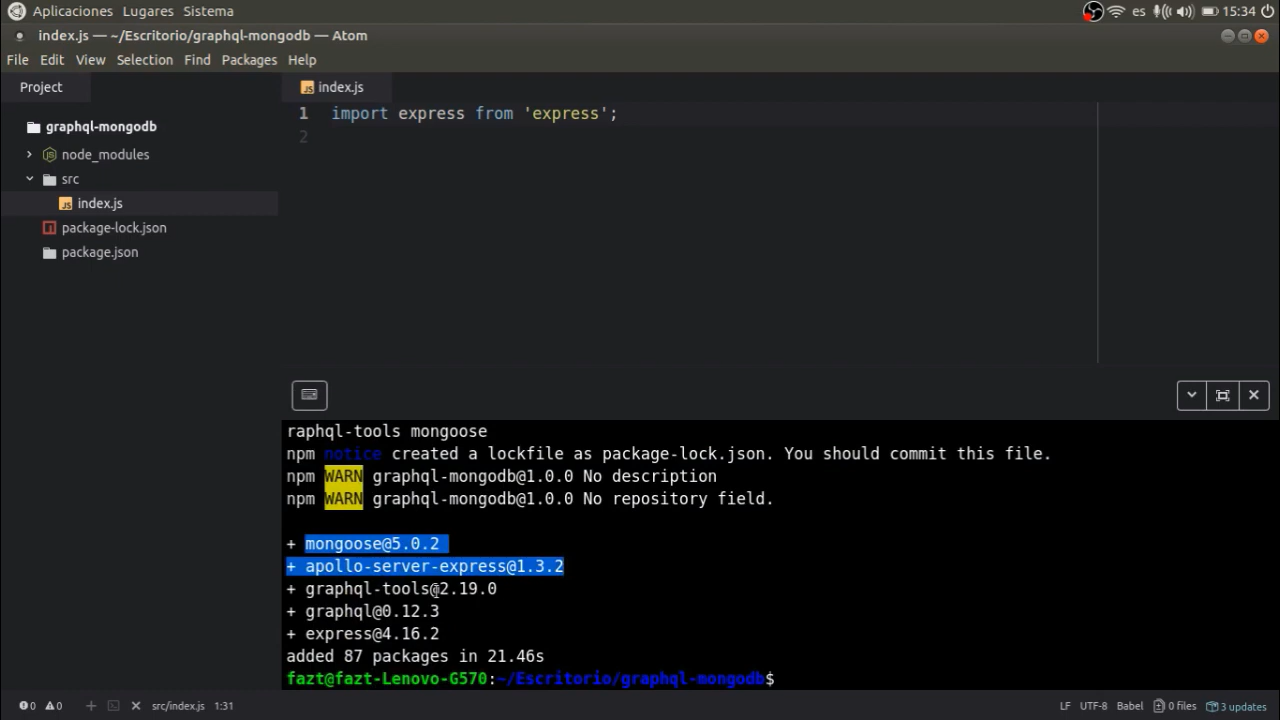 Aplicaciones Lugares Sistema es 15:34
index.js — ~/Escritorio/graphql-mongodb — Atom
File Edit View Selection Find Packages Help
Project
index.js
graphql-mongodb
node_modules
src
index.js
package-lock.json
package.json
1 import express from 'express';
2
raphql-tools mongoose
npm notice created a lockfile as package-lock.json. You should commit this file.
npm WARN graphql-mongodb@1.0.0 No description
npm WARN graphql-mongodb@1.0.0 No repository field.
+ mongoose@5.0.2
+ apollo-server-express@1.3.2
+ graphql-tools@2.19.0
+ graphql@0.12.3
+ express@4.16.2
added 87 packages in 21.46s
fazt@fazt-Lenovo-G570:~/Escritorio/graphql-mongodb$
0 0 src/index.js 1:31 LF UTF-8 Babel 0 files 3 updates